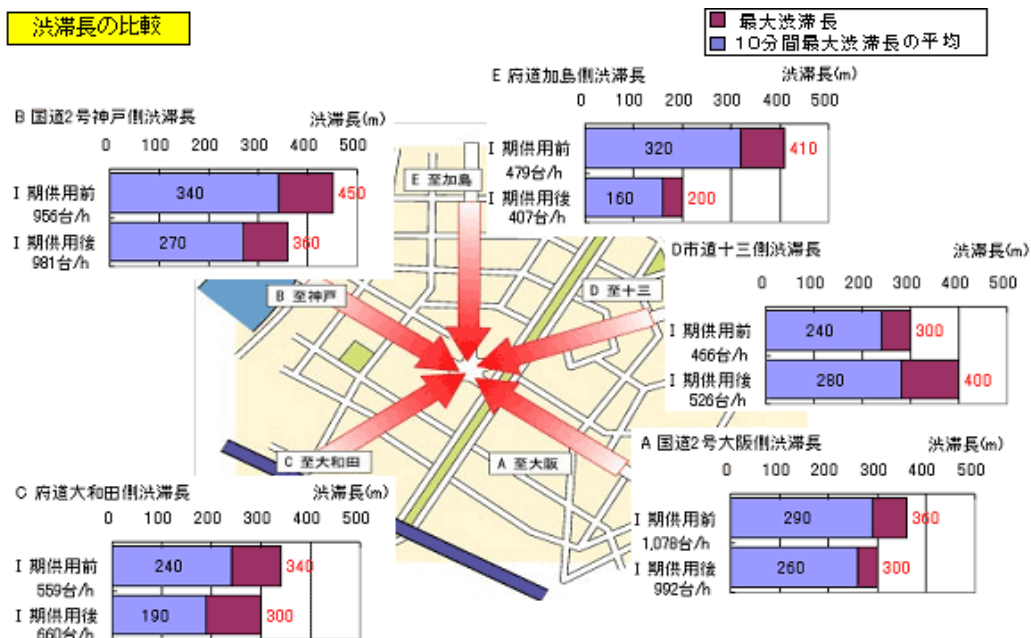 渋滞長の比較
最大渋滞長
10分間最大渋滞長の平均
E 府道加島側渋滞長 渋滞長(m)
0 100 200 300 400 500
Ⅰ 期供用前 320 410
479台/h
Ⅰ 期供用後 160 200
407台/h
B 国道2号神戸側渋滞長 渋滞長(m)
0 100 200 300 400 500
Ⅰ 期供用前 340 450
956台/h
Ⅰ 期供用後 270 360
981台/h
E 至加島
B 至神戸
D 至十三
C 至大和田
A 至大阪
D市道十三側渋滞長 渋滞長(m)
0 100 200 300 400 500
Ⅰ 期供用前 240 300
466台/h
Ⅰ 期供用後 280 400
526台/h
A 国道2号大阪側渋滞長 渋滞長(m)
0 100 200 300 400 500
Ⅰ 期供用前 290 360
1,078台/h
Ⅰ 期供用後 260 300
992台/h
C 府道大和田側渋滞長 渋滞長(m)
0 100 200 300 400 500
Ⅰ 期供用前 240 340
559台/h
Ⅰ 期供用後 190 300
660台/h